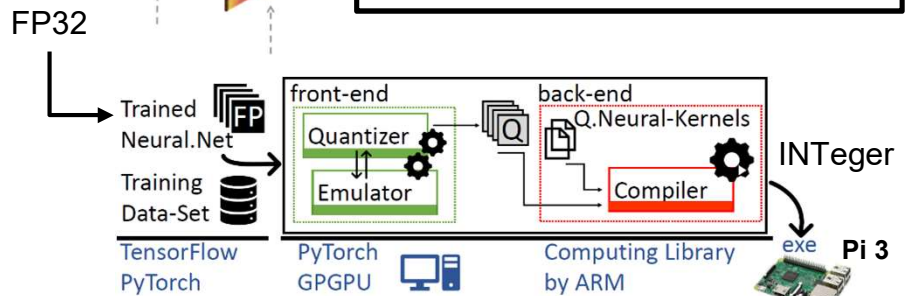 FP32
Trained
Neural.Net
FP
Training
Data-Set
front-end
Quantizer
Emulator
Q
back-end
Q.Neural-Kernels
Compiler
INTeger
TensorFlow
PyTorch
PyTorch
GPGPU
Computing Library
by ARM
exe
Pi 3